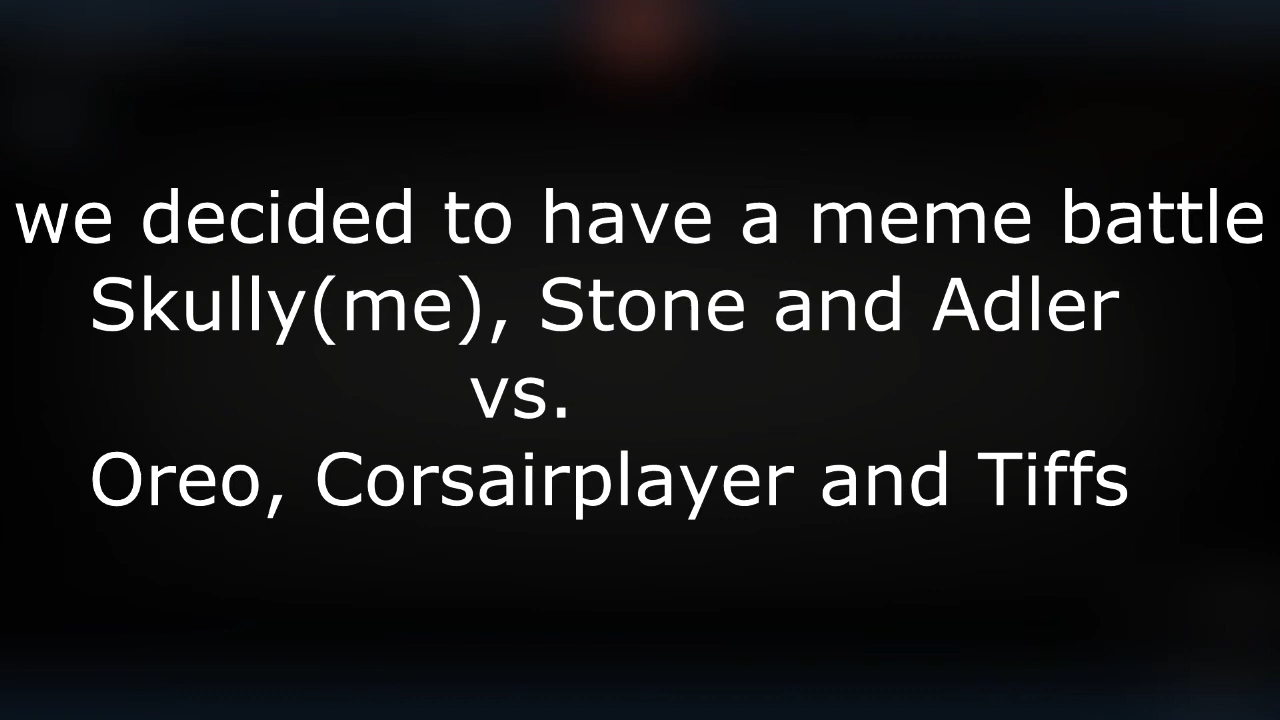 we decided to have a meme battle
Skully(me), Stone and Adler
vs.
Oreo, Corsairplayer and Tiffs